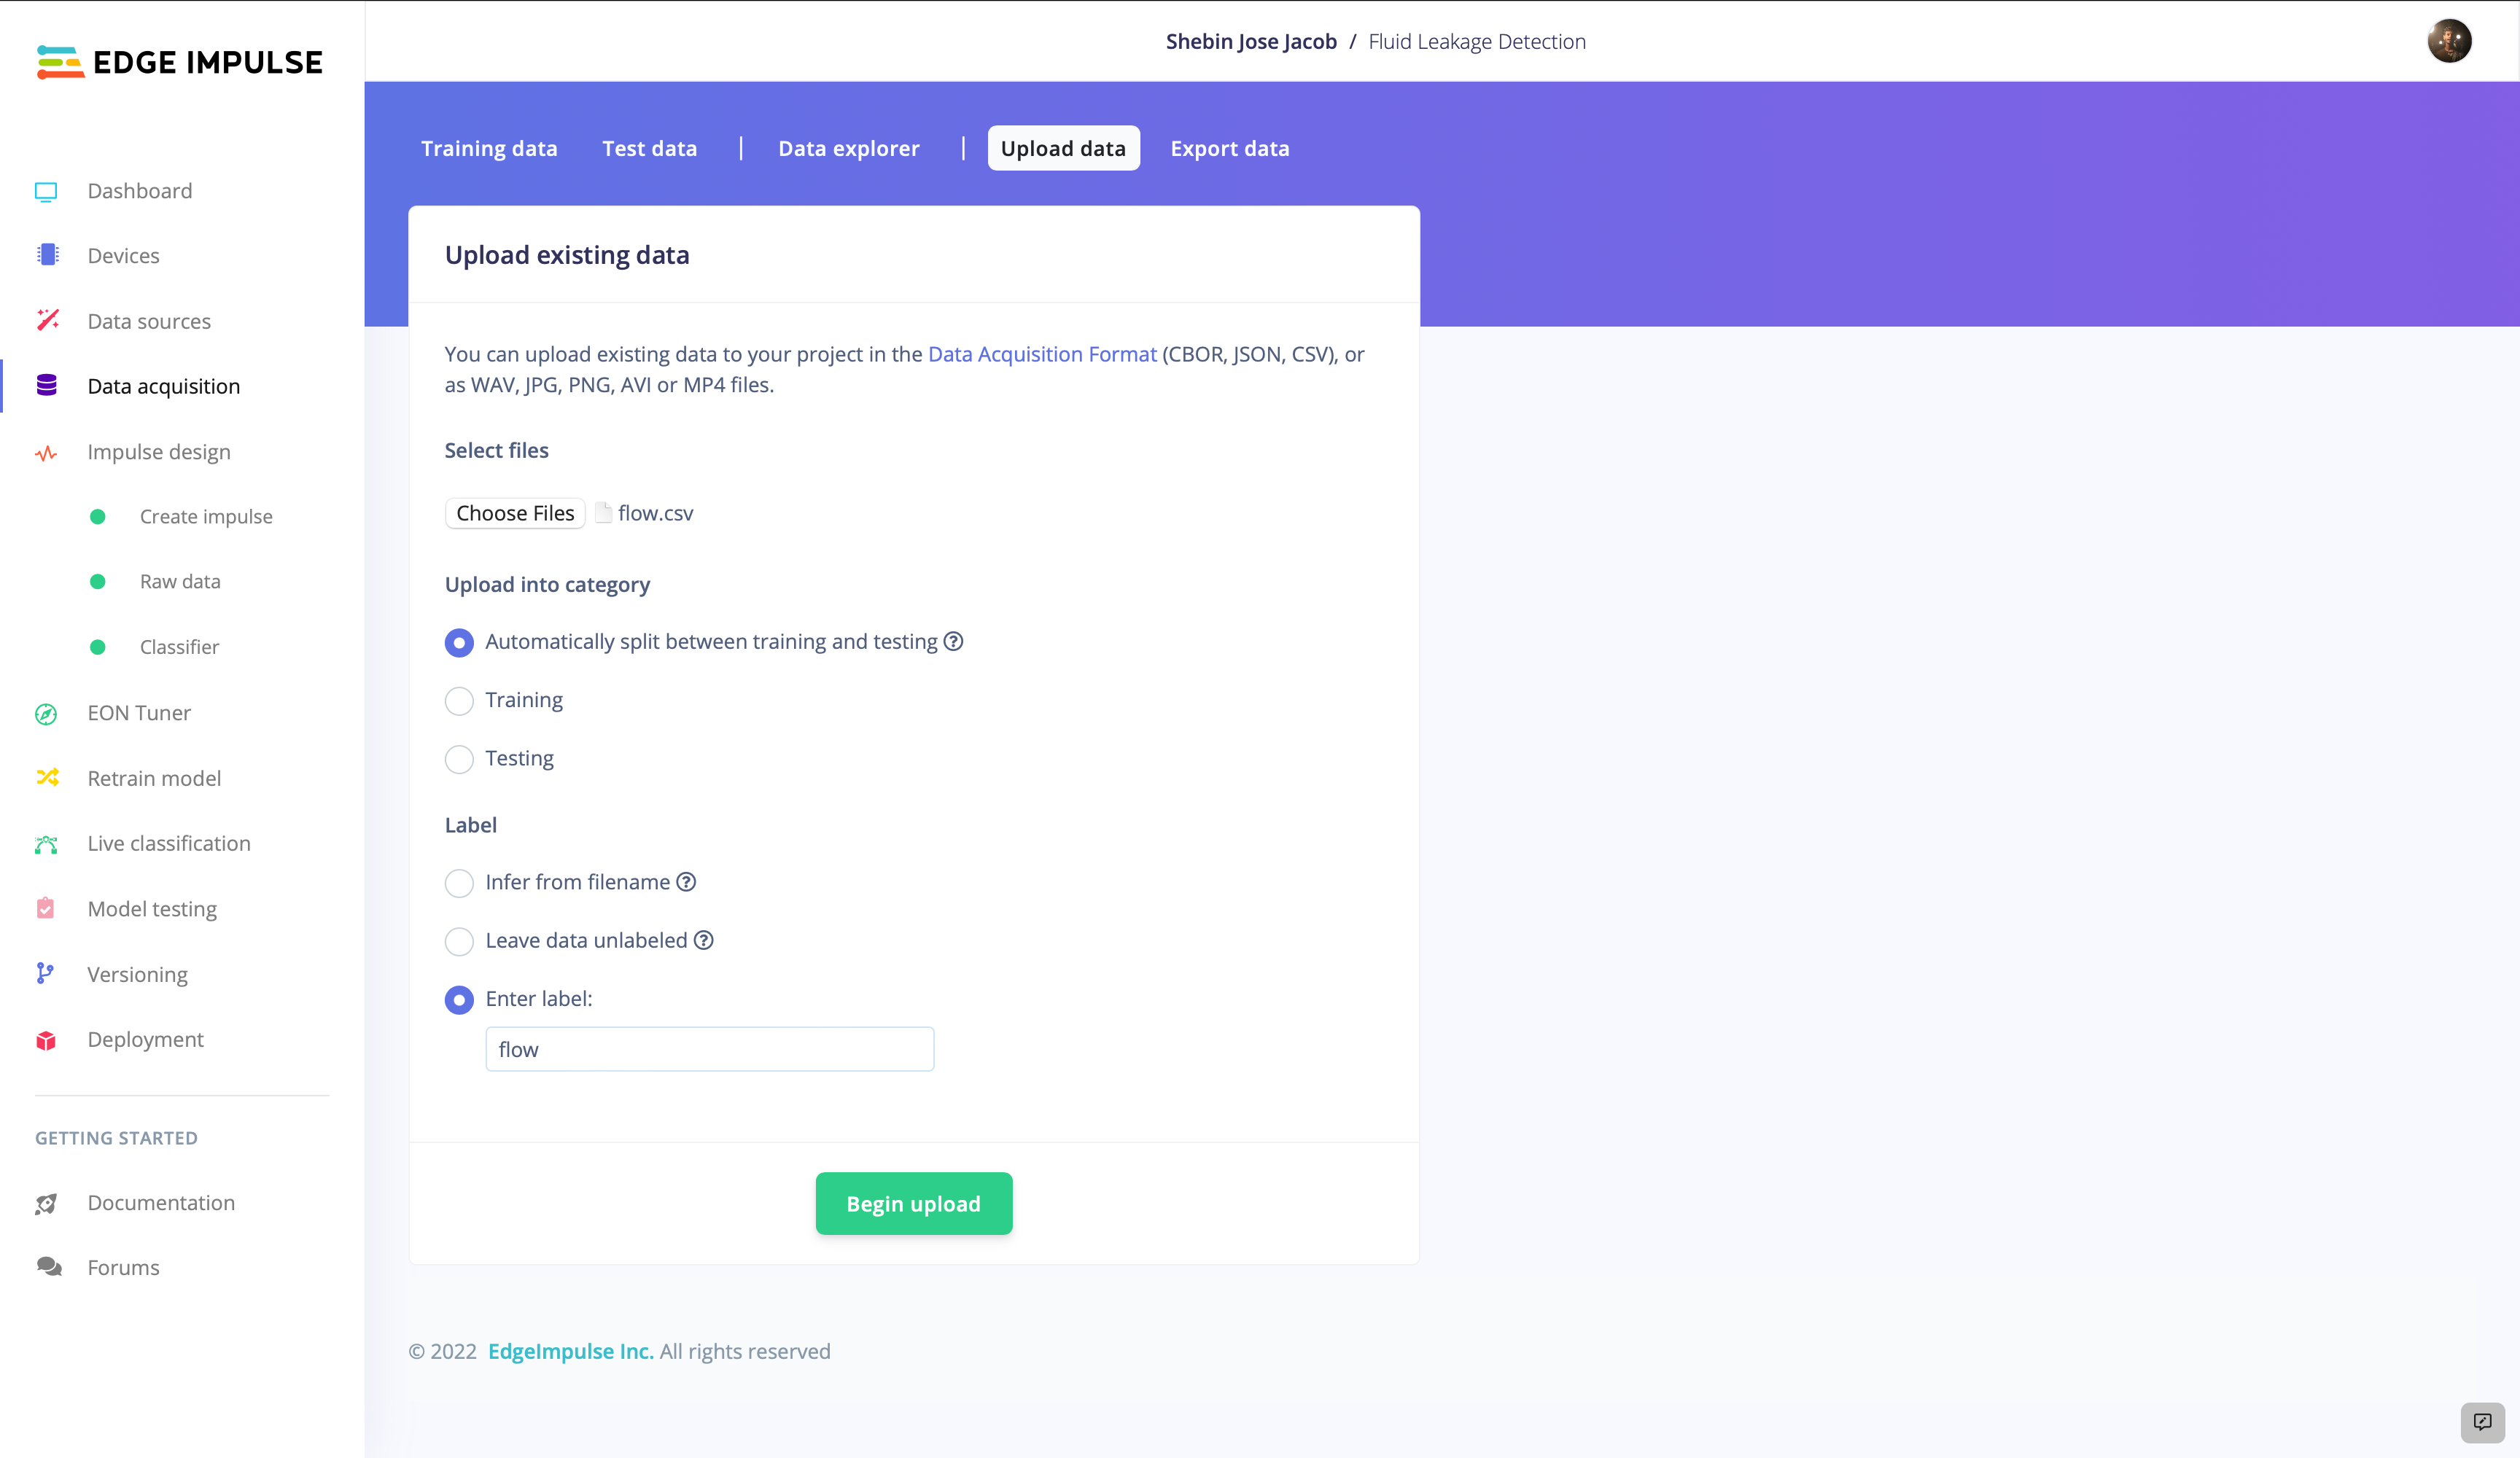 EDGE IMPULSE
Shebin Jose Jacob / Fluid Leakage Detection
Dashboard
Devices
Data sources
Data acquisition
Impulse design
Create impulse
Raw data
Classifier
EON Tuner
Retrain model
Live classification
Model testing
Versioning
Deployment
GETTING STARTED
Documentation
Forums
Training data Test data | Data explorer | Upload data Export data
Upload existing data
You can upload existing data to your project in the Data Acquisition Format (CBOR, JSON, CSV), or
as WAV, JPG, PNG, AVI or MP4 files.
Select files
Choose Files flow.csv
Upload into category
Automatically split between training and testing ?
Training
Testing
Label
Infer from filename ?
Leave data unlabeled ?
Enter label:
flow
Begin upload
© 2022 EdgeImpulse Inc. All rights reserved